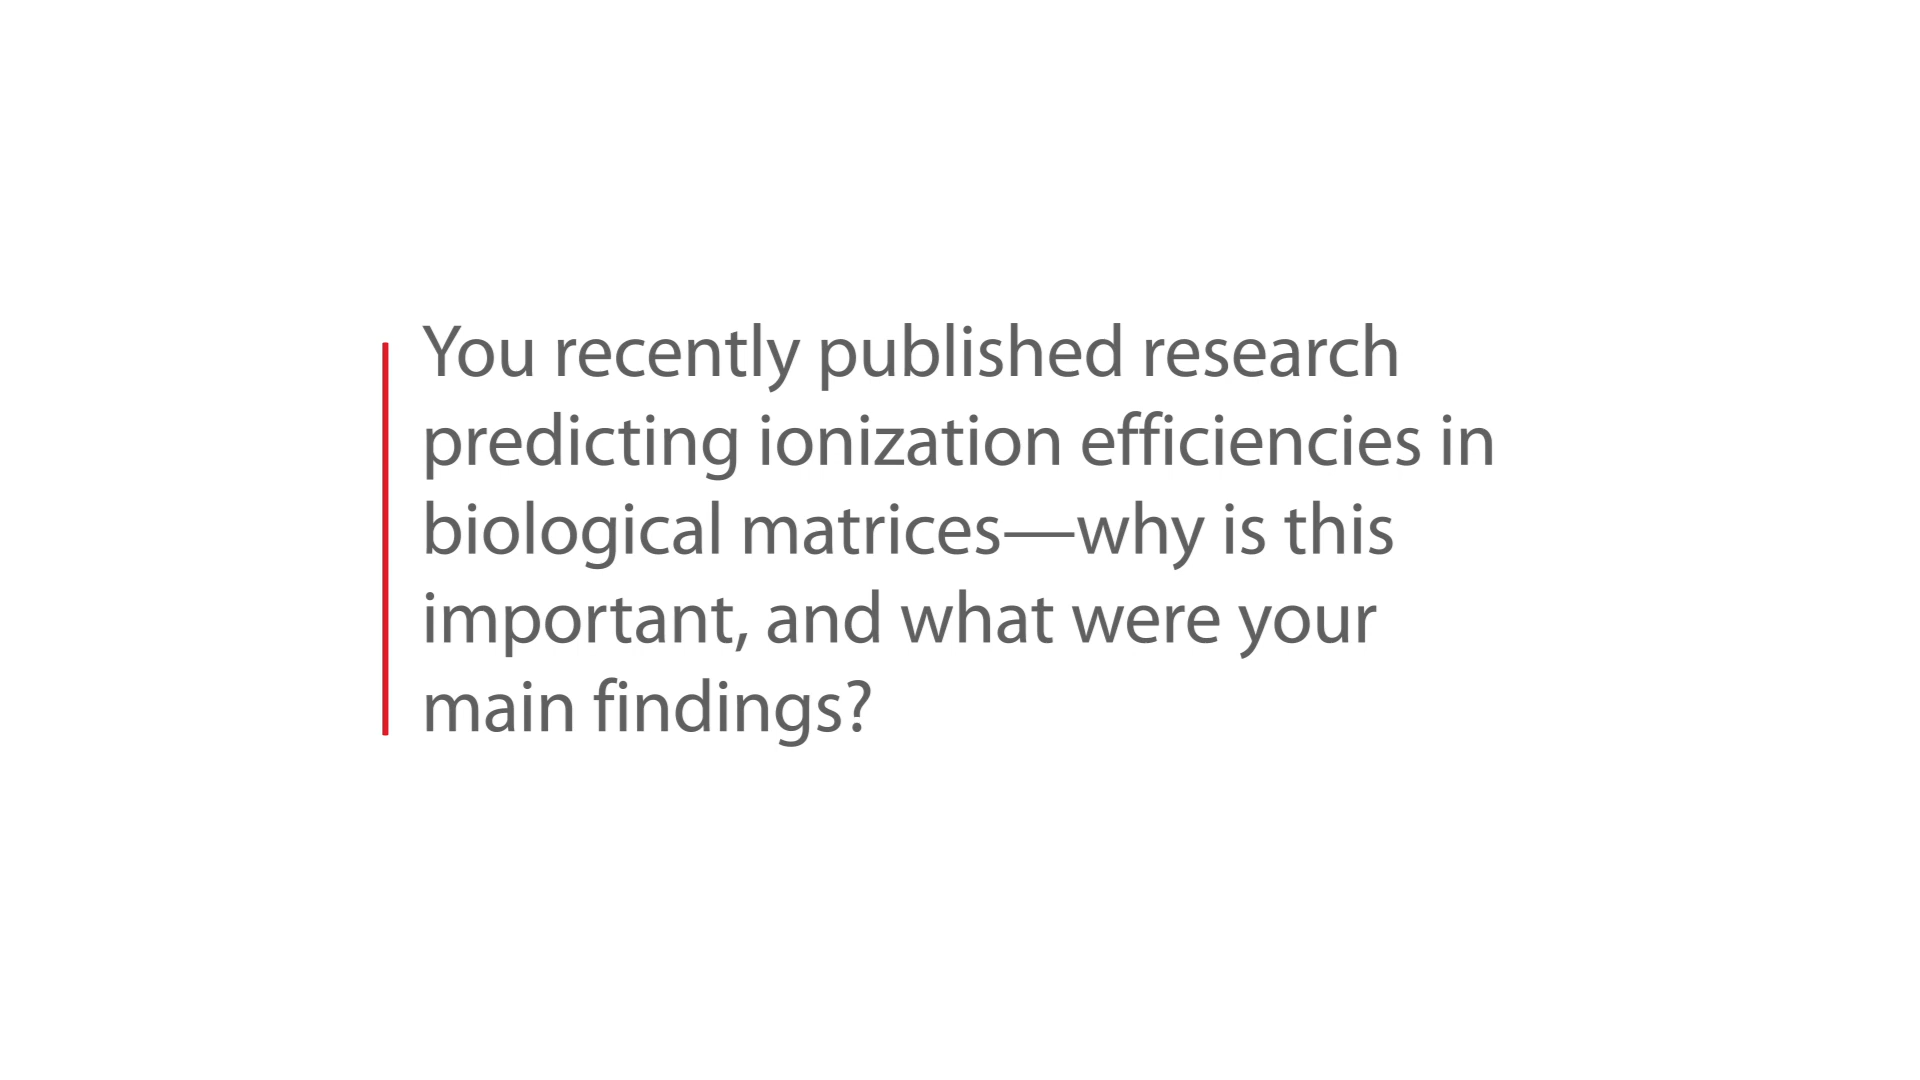 You recently published research
predicting ionization efficiencies in
biological matrices—why is this
important, and what were your
main findings?